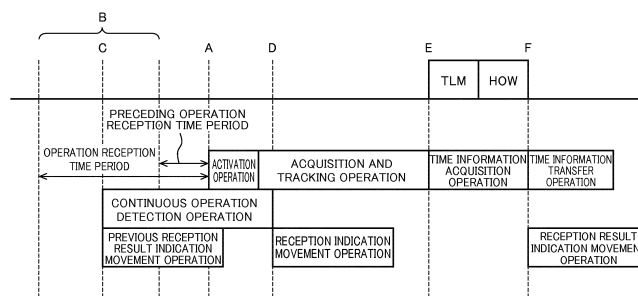 B
C
A
D
E
F
TLM
HOW
PRECEDING OPERATION
RECEPTION TIME PERIOD
OPERATION RECEPTION
TIME PERIOD
ACTIVATION
OPERATION
ACQUISITION AND
TRACKING OPERATION
TIME INFORMATION
ACQUISITION
OPERATION
TIME INFORMATION
TRANSFER
OPERATION
CONTINUOUS OPERATION
DETECTION OPERATION
PREVIOUS RECEPTION
RESULT INDICATION
MOVEMENT OPERATION
RECEPTION INDICATION
MOVEMENT OPERATION
RECEPTION RESULT
INDICATION MOVEME
OPERATION